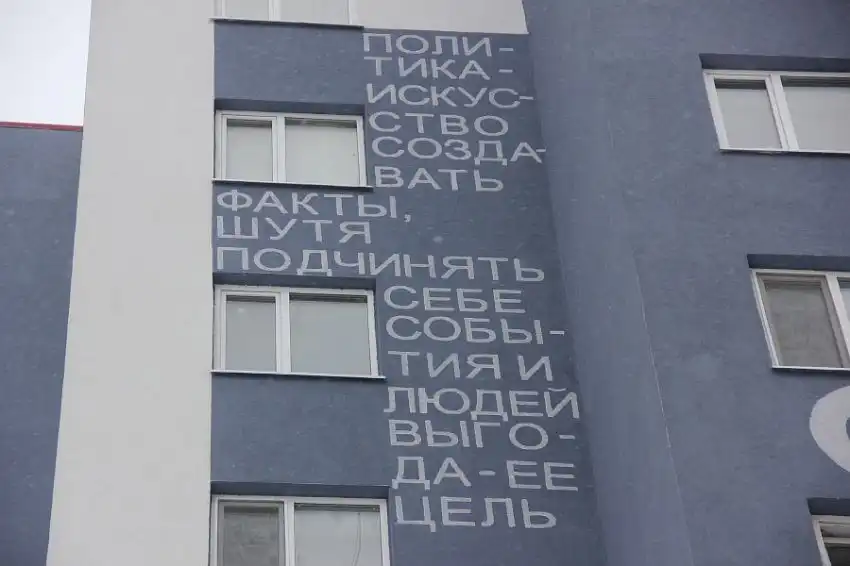 ПОЛИ-
ТИКА-
ИСКУС-
СТВО
СОЗДА-
ВАТЬ
ФАКТЫ,
ШУТЯ
ПОДЧИНЯТЬ
СЕБЕ
СОБЫ-
ТИЯ И
ЛЮДЕЙ
ВЫГО-
ДА-ЕЕ
ЦЕЛЬ